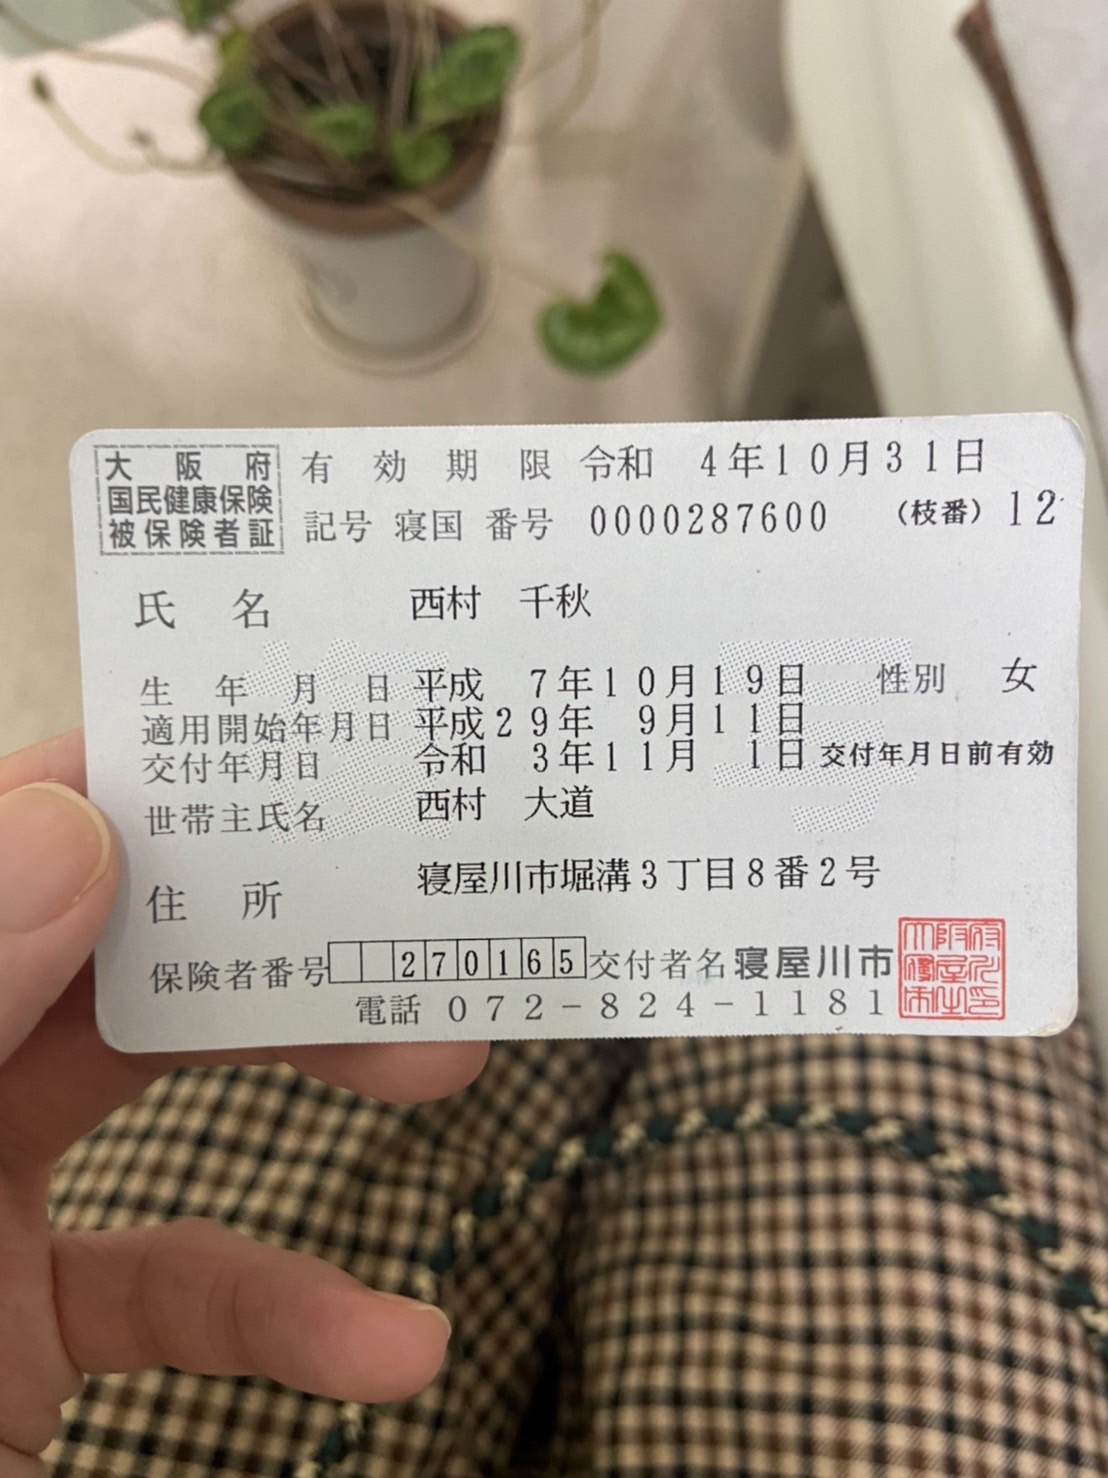 大阪府
国民健康保険
被保険者証
有効期限 令和 4年10月31日
記号 寝国 番号 0000287600 (枝番) 12
氏名 西村 千秋
生年月日 平成 7年10月19日 性別 女
適用開始年月日 平成29年 9月11日
交付年月日 令和 3年11月 1日 交付年月日前有効
世帯主氏名 西村 大道
住所 寝屋川市堀溝3丁目8番2号
保険者番号 270165 交付者名 寝屋川市
電話 072-824-1181